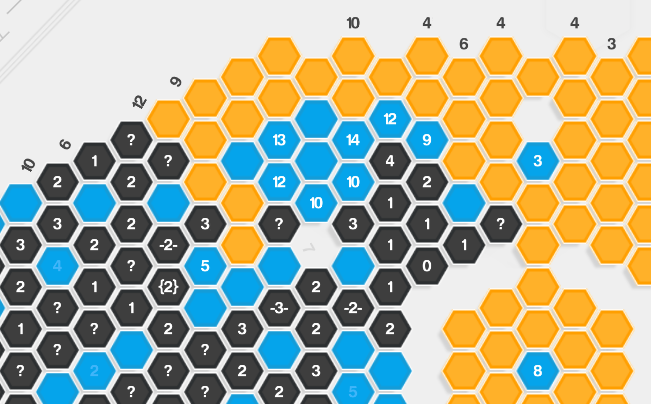 10 4 4 4
6 3
9
12
12
13 14 9
? 6
1 ? 4 3
10 2 2 12 10 2
1
10
3 2 3 ? 3 1 ?
3 2 -2- 1 1
4 ? 5 7 0
2 1 {2} 2 1
? 1 -3- -2-
1 ? 2 3 2 2
? ?
? 2 ? 2 3 8
? ? 2 5